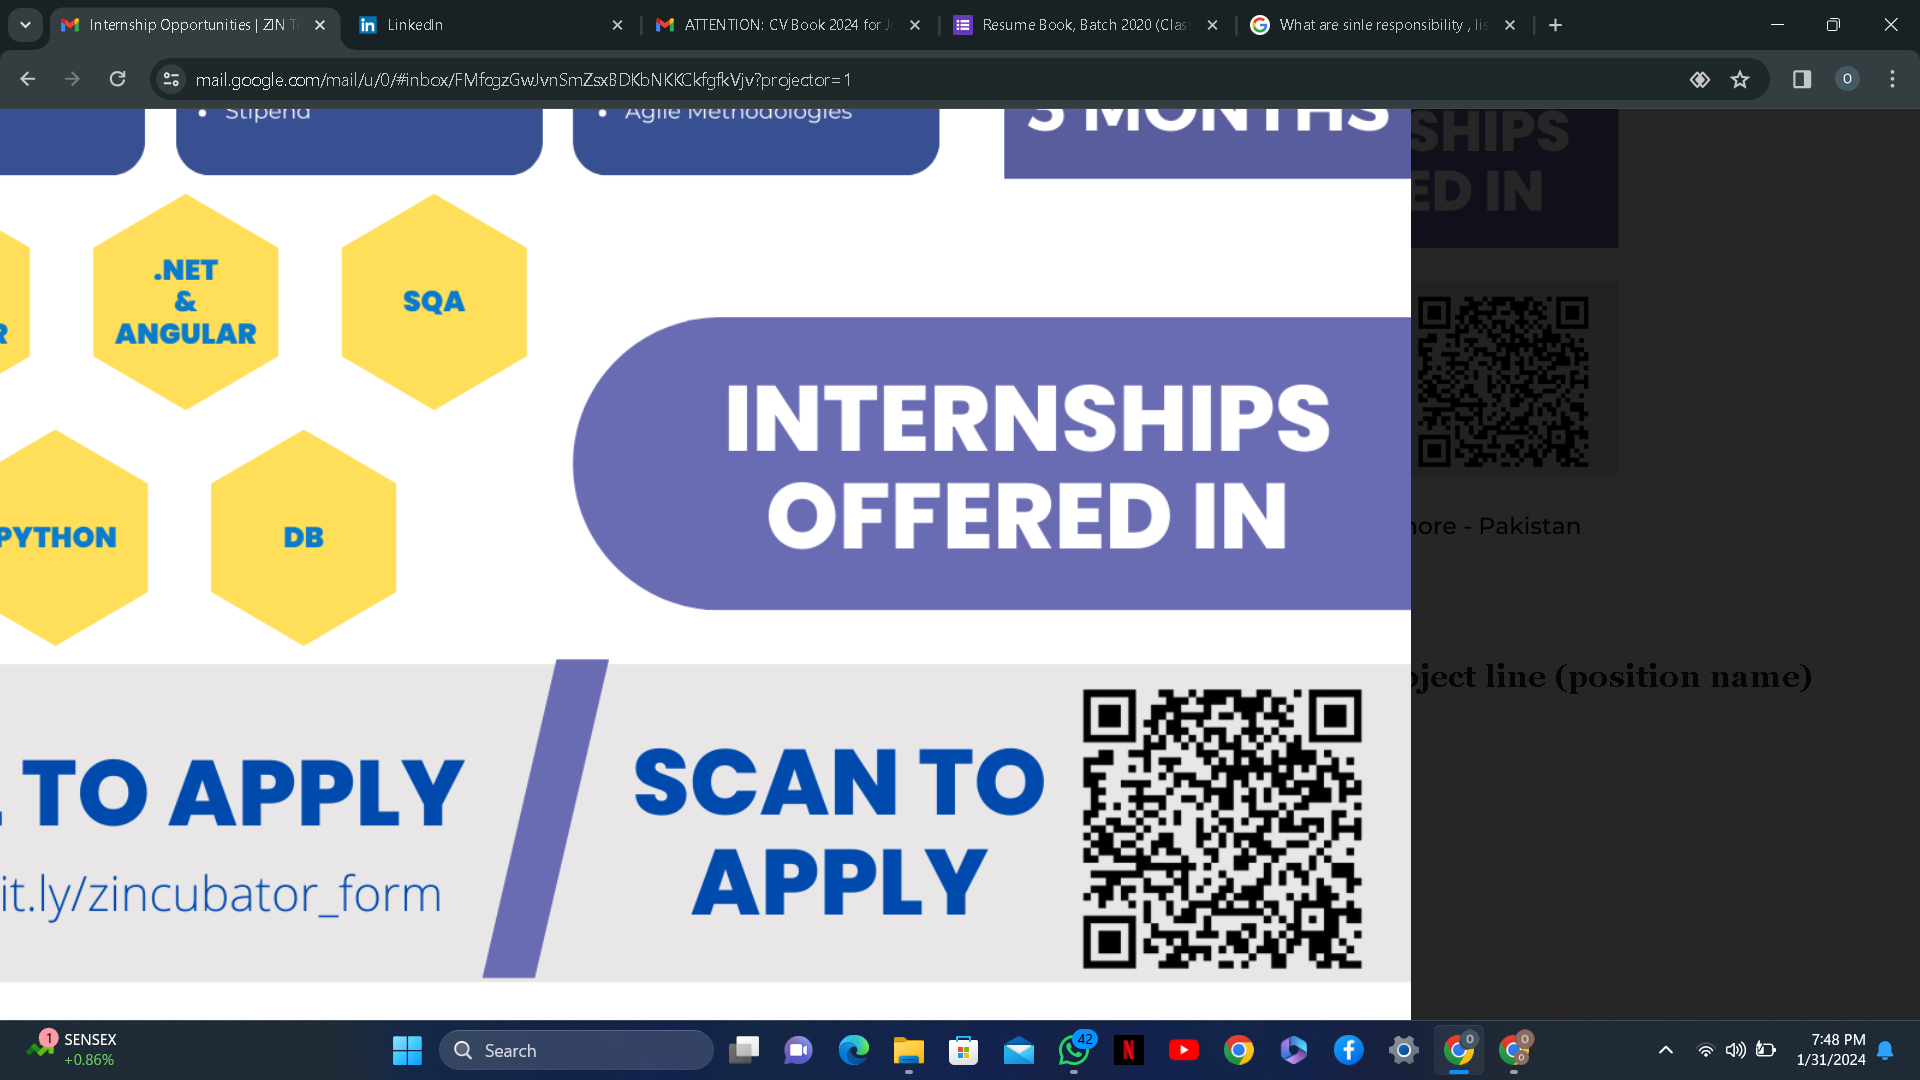 Internship Opportunities | ZIN T
LinkedIn
ATTENTION: CV Book 2024 for Jo
Resume Book, Batch 2020 (Clas
What are sinle responsibility , lis
mail.google.com/mail/u/0/#inbox/FMfcgzGwJvnSmZsxBDKbNKKCkfgfkVjv?projector=1
O
Stipend
Agile Methodologies
3 MONTHS
SHIPS
ED IN
.NET
&
ANGULAR
SQA
R
INTERNSHIPS
OFFERED IN
PYTHON
DB
hore - Pakistan
bject line (position name)
TO APPLY
it.ly/zincubator_form
SCAN TO
APPLY
1
SENSEX
+0.86%
Search
42
7:48 PM
1/31/2024